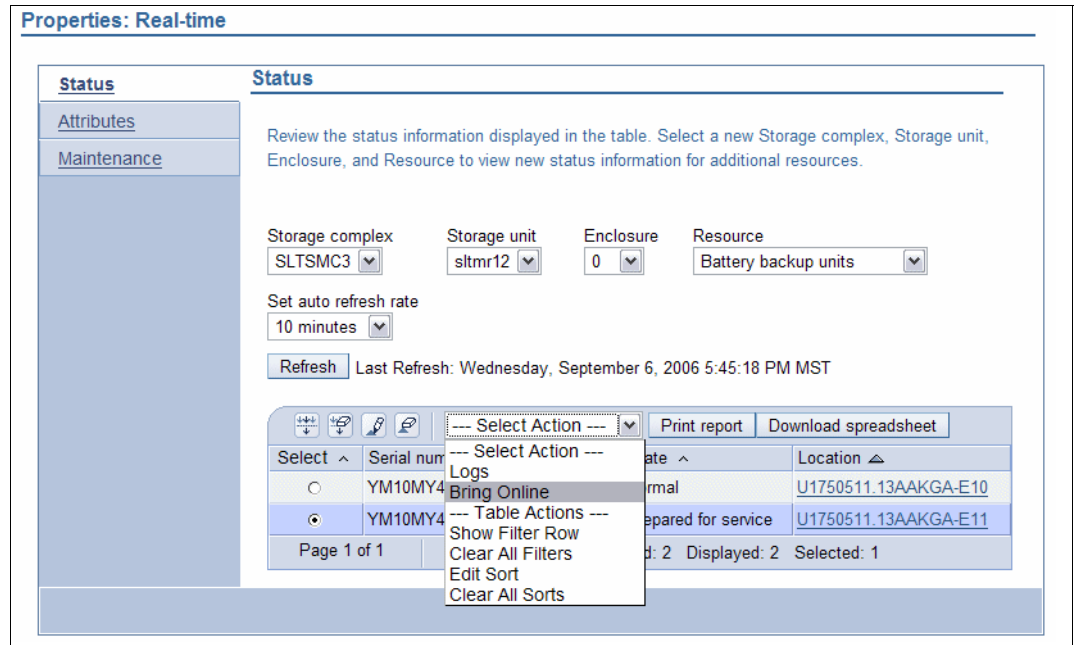 Properties: Real-time
Status
Attributes
Maintenance
Status
Review the status information displayed in the table. Select a new Storage complex, Storage unit,
Enclosure, and Resource to view new status information for additional resources.
Storage complex Storage unit Enclosure Resource
SLTSMC3 sltmr12 0 Battery backup units
Set auto refresh rate
10 minutes
Refresh Last Refresh: Wednesday, September 6, 2006 5:45:18 PM MST
--- Select Action --- Print report Download spreadsheet
Select Serial num ate Location
YM10MY4 rmal U1750511.13AAKGA-E10
YM10MY4 epared for service U1750511.13AAKGA-E11
Page 1 of 1 d: 2 Displayed: 2 Selected: 1
--- Select Action ---
Logs
Bring Online
--- Table Actions ---
Show Filter Row
Clear All Filters
Edit Sort
Clear All Sorts